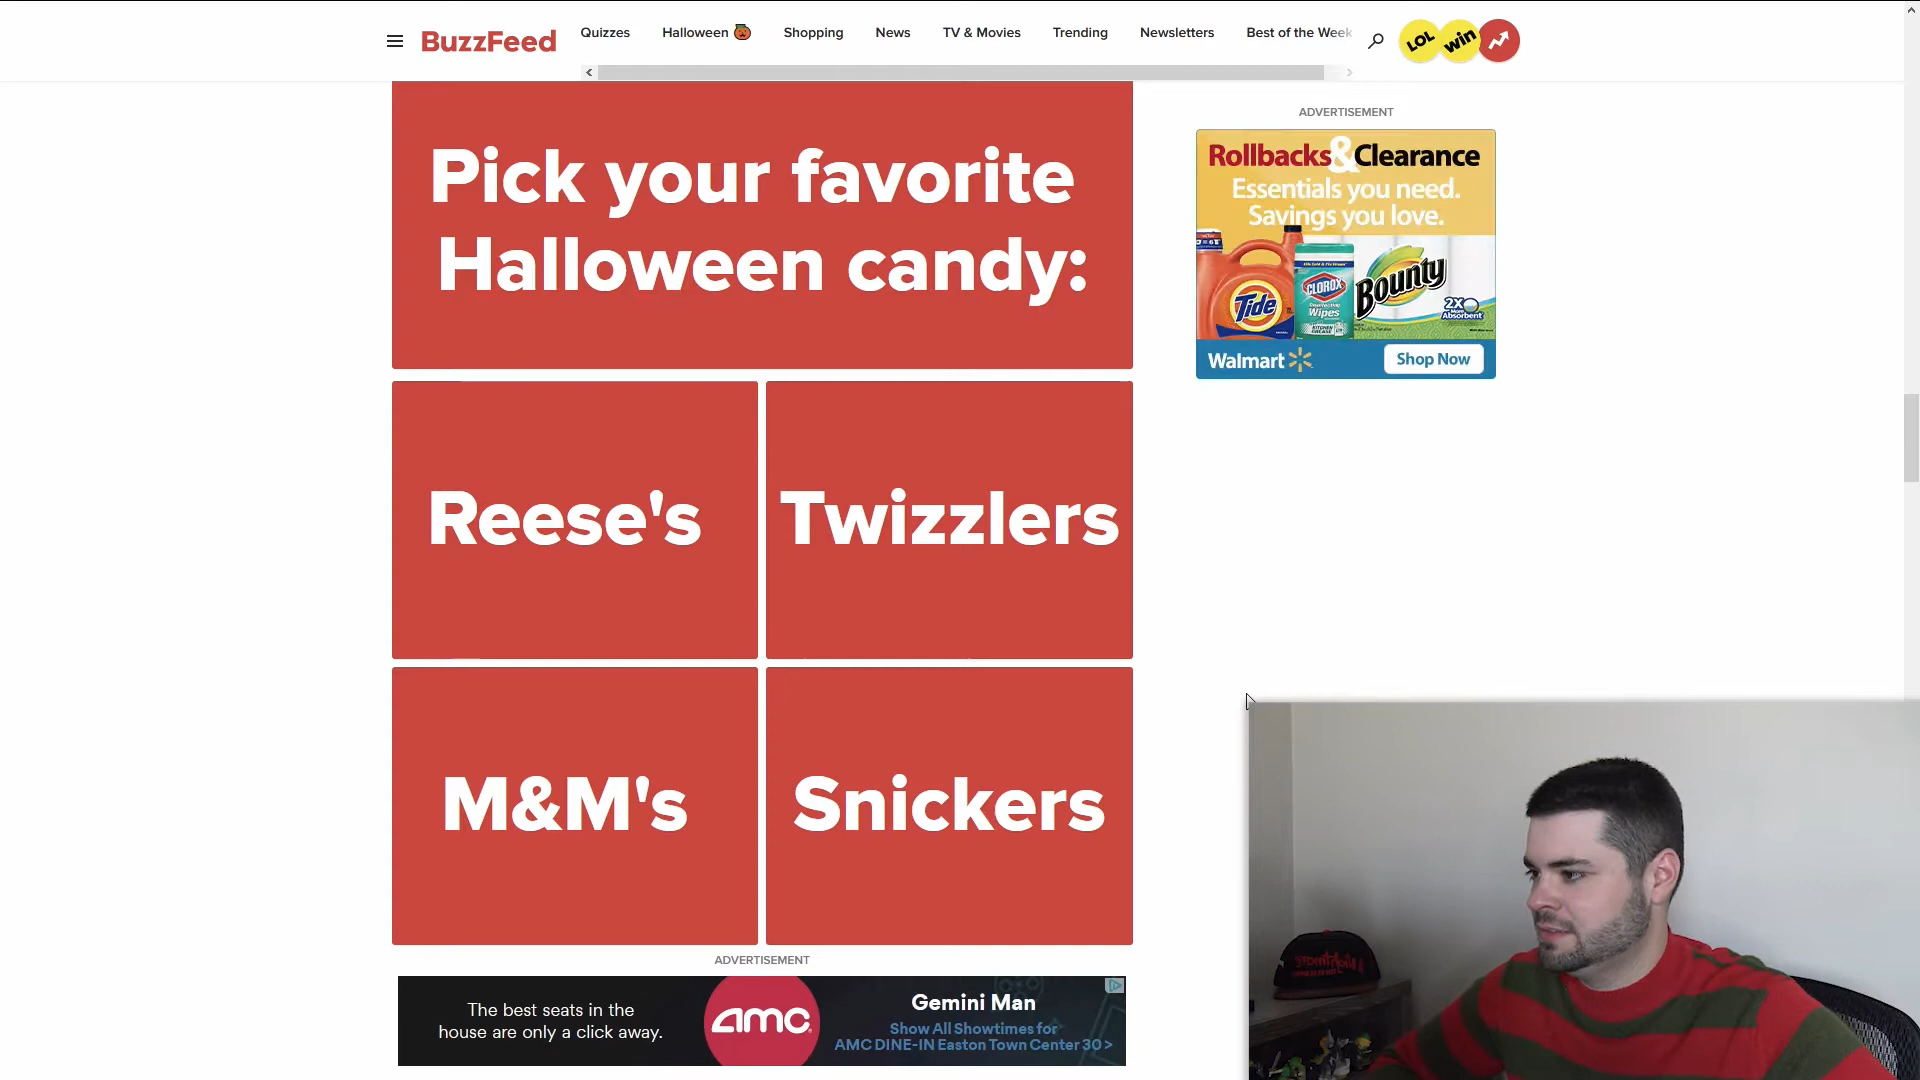 BuzzFeed
Quizzes
Halloween
Shopping
News
TV & Movies
Trending
Newsletters
Best of the Week
LOL
win
Pick your favorite
Halloween candy:
Reese's
Twizzlers
M&M's
Snickers
ADVERTISEMENT
Rollbacks & Clearance
Essentials you need.
Savings you love.
Tide
CLOROX
Disinfecting
Wipes
Bounty
2X
More
Absorbent
Walmart
Shop Now
ADVERTISEMENT
The best seats in the
house are only a click away.
amc
Gemini Man
Show All Showtimes for
AMC DINE-IN Easton Town Center 30 >